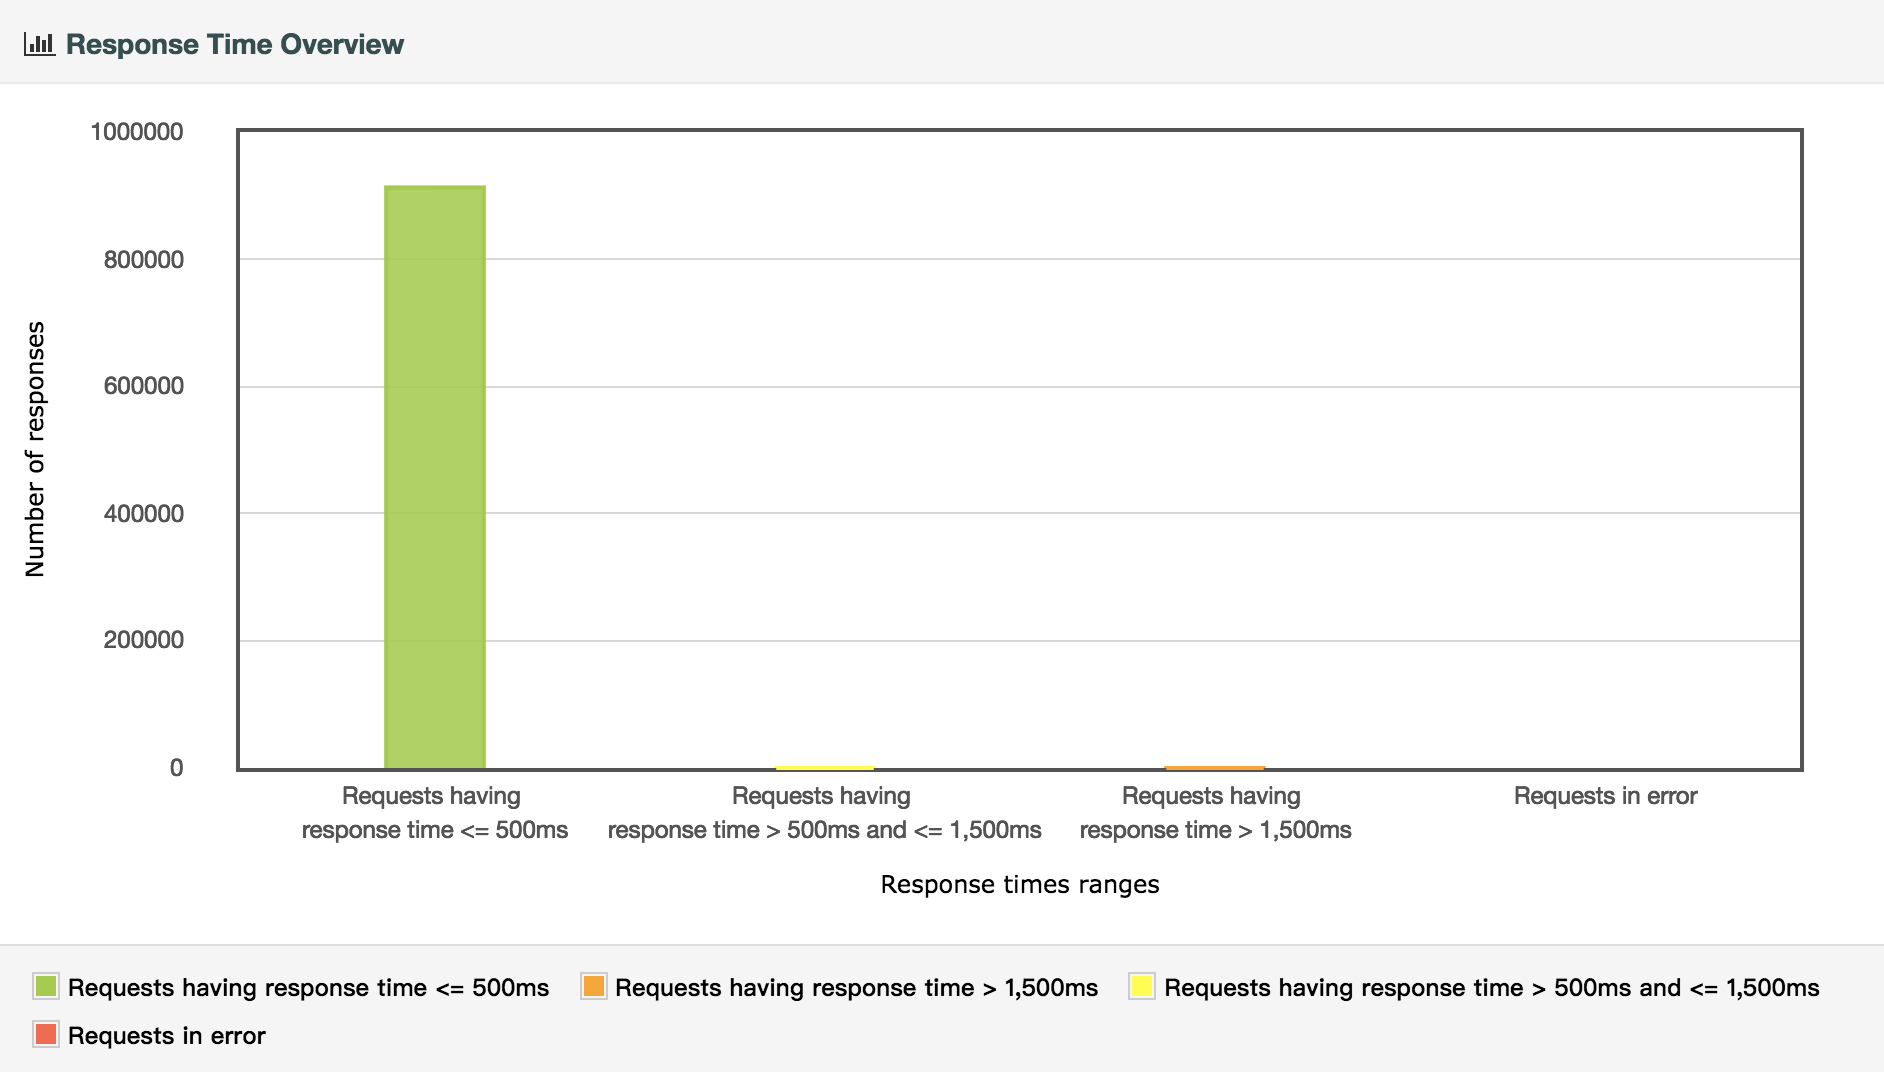 Response Time Overview
1000000
800000
600000
400000
200000
0
Number of responses
Requests having
response time <= 500ms
Requests having
response time > 500ms and <= 1,500ms
Requests having
response time > 1,500ms
Requests in error
Response times ranges
Requests having response time <= 500ms
Requests having response time > 1,500ms
Requests having response time > 500ms and <= 1,500ms
Requests in error